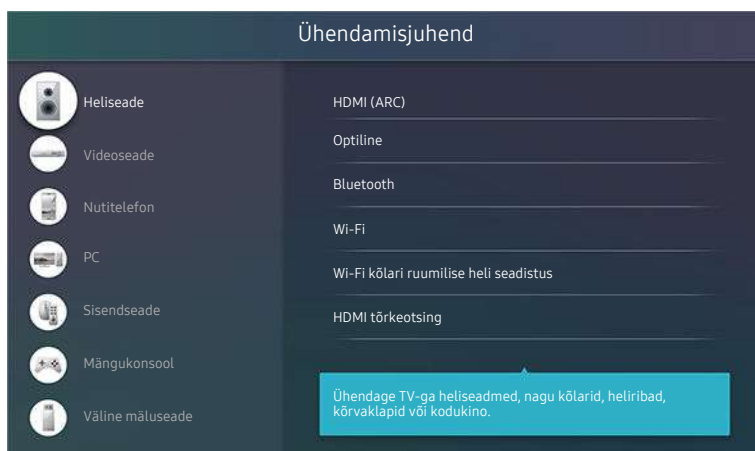 Ühendamisjuhend
Heliseade
Videoseade
Nutitelefon
PC
Sisendseade
Mängukonsool
Väline mäluseade
HDMI (ARC)
Optiline
Bluetooth
Wi-Fi
Wi-Fi kõlari ruumilise heli seadistus
HDMI tõrkeotsing
Ühendage TV-ga heliseadmed, nagu kõlarid, heliribad,
kõrvaklapid või kodukino.